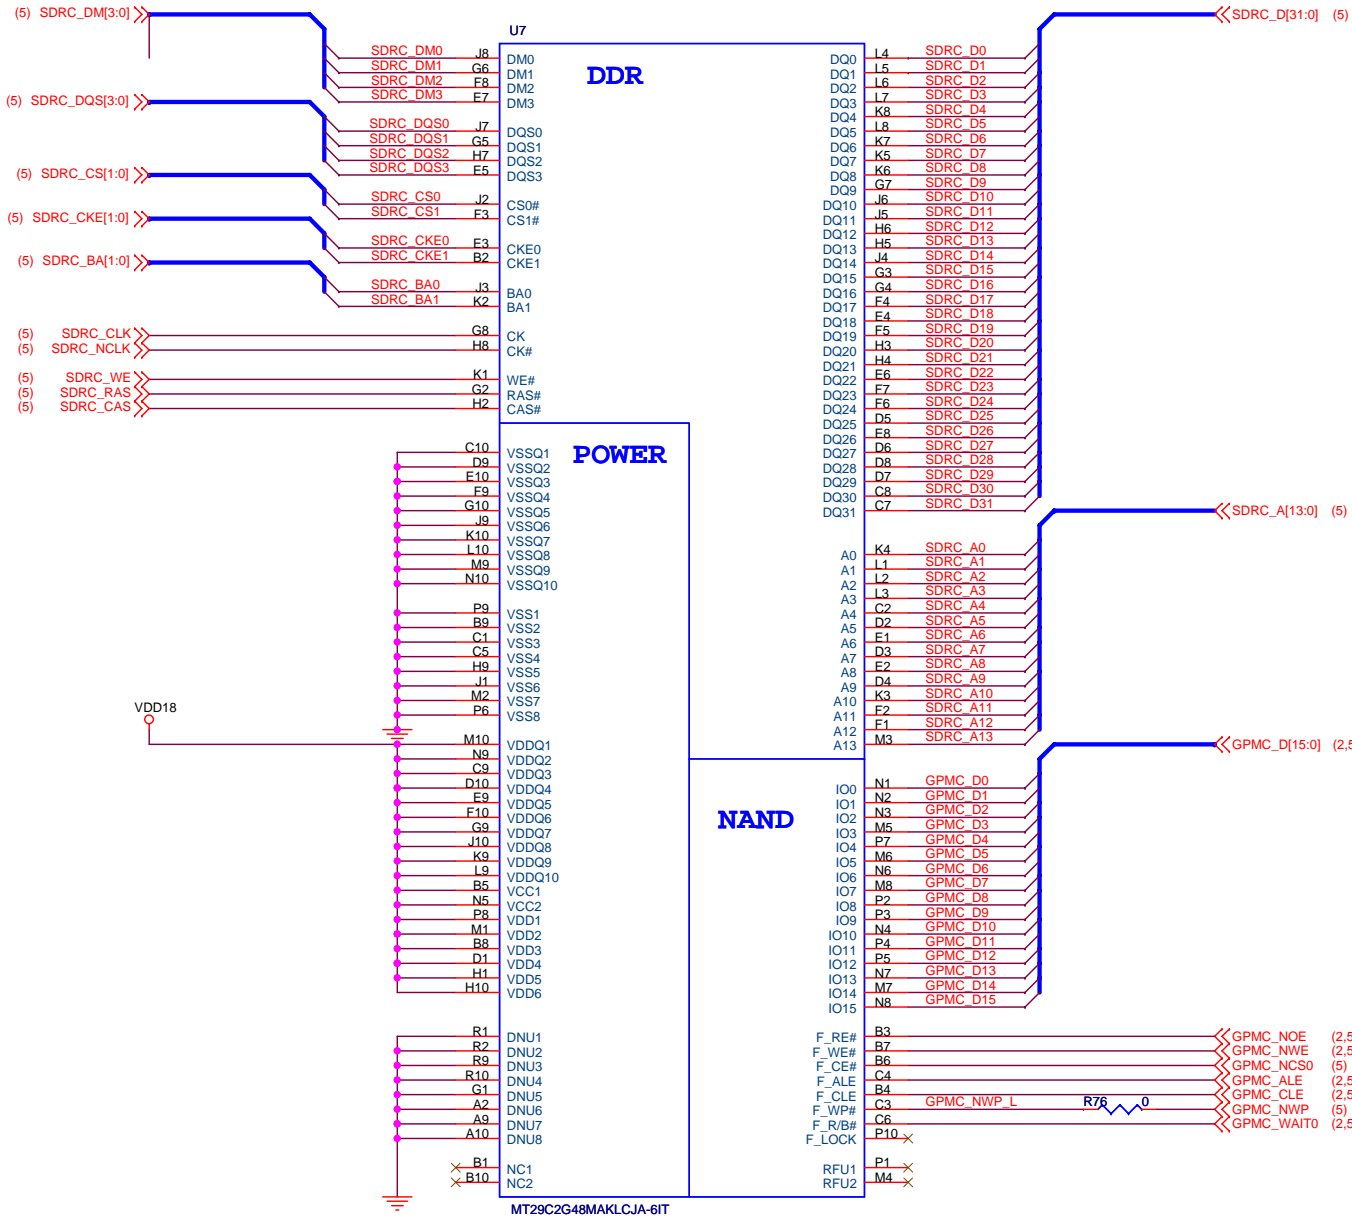 (5) SDRC_DM[3:0]
(5) SDRC_DQS[3:0]
(5) SDRC_CS[1:0]
(5) SDRC_CKE[1:0]
(5) SDRC_BA[1:0]
(5) SDRC_CLK
(5) SDRC_NCLK
(5) SDRC_WE
(5) SDRC_RAS
(5) SDRC_CAS
VDD18
U7
DDR
SDRC_DM0 J8 DM0
SDRC_DM1 G6 DM1
SDRC_DM2 F8 DM2
SDRC_DM3 E7 DM3
SDRC_DQS0 J7 DQS0
SDRC_DQS1 G5 DQS1
SDRC_DQS2 H7 DQS2
SDRC_DQS3 E5 DQS3
SDRC_CS0 J2 CS0#
SDRC_CS1 F3 CS1#
SDRC_CKE0 E3 CKE0
SDRC_CKE1 B2 CKE1
SDRC_BA0 J3 BA0
SDRC_BA1 K2 BA1
G8 CK
H8 CK#
K1 WE#
G2 RAS#
H2 CAS#
POWER
C10 VSSQ1
D9 VSSQ2
E10 VSSQ3
F9 VSSQ4
G10 VSSQ5
J9 VSSQ6
K10 VSSQ7
L10 VSSQ8
M9 VSSQ9
N10 VSSQ10
P9 VSS1
B9 VSS2
C1 VSS3
C5 VSS4
H9 VSS5
J1 VSS6
M2 VSS7
P6 VSS8
M10 VDDQ1
N9 VDDQ2
C9 VDDQ3
D10 VDDQ4
E9 VDDQ5
F10 VDDQ6
G9 VDDQ7
J10 VDDQ8
K9 VDDQ9
L9 VDDQ10
B5 VCC1
N5 VCC2
P8 VDD1
M1 VDD2
B8 VDD3
D1 VDD4
H1 VDD5
H10 VDD6
R1 DNU1
R2 DNU2
R9 DNU3
R10 DNU4
G1 DNU5
A2 DNU6
A9 DNU7
A10 DNU8
B1 NC1
B10 NC2
DQ0 L4 SDRC_D0
DQ1 L5 SDRC_D1
DQ2 L6 SDRC_D2
DQ3 L7 SDRC_D3
DQ4 K8 SDRC_D4
DQ5 L8 SDRC_D5
DQ6 K7 SDRC_D6
DQ7 K5 SDRC_D7
DQ8 K6 SDRC_D8
DQ9 G7 SDRC_D9
DQ10 J6 SDRC_D10
DQ11 J5 SDRC_D11
DQ12 H6 SDRC_D12
DQ13 H5 SDRC_D13
DQ14 J4 SDRC_D14
DQ15 G3 SDRC_D15
DQ16 G4 SDRC_D16
DQ17 F4 SDRC_D17
DQ18 E4 SDRC_D18
DQ19 F5 SDRC_D19
DQ20 H3 SDRC_D20
DQ21 H4 SDRC_D21
DQ22 E6 SDRC_D22
DQ23 F7 SDRC_D23
DQ24 F6 SDRC_D24
DQ25 D5 SDRC_D25
DQ26 E8 SDRC_D26
DQ27 D6 SDRC_D27
DQ28 D8 SDRC_D28
DQ29 D7 SDRC_D29
DQ30 C8 SDRC_D30
DQ31 C7 SDRC_D31
A0 K4 SDRC_A0
A1 L1 SDRC_A1
A2 L2 SDRC_A2
A3 L3 SDRC_A3
A4 C2 SDRC_A4
A5 D2 SDRC_A5
A6 E1 SDRC_A6
A7 D3 SDRC_A7
A8 E2 SDRC_A8
A9 D4 SDRC_A9
A10 K3 SDRC_A10
A11 F2 SDRC_A11
A12 F1 SDRC_A12
A13 M3 SDRC_A13
NAND
IO0 N1 GPMC_D0
IO1 N2 GPMC_D1
IO2 N3 GPMC_D2
IO3 M5 GPMC_D3
IO4 P7 GPMC_D4
IO5 M6 GPMC_D5
IO6 N6 GPMC_D6
IO7 M8 GPMC_D7
IO8 P2 GPMC_D8
IO9 P3 GPMC_D9
IO10 N4 GPMC_D10
IO11 P4 GPMC_D11
IO12 P5 GPMC_D12
IO13 N7 GPMC_D13
IO14 M7 GPMC_D14
IO15 N8 GPMC_D15
F_RE# B3
F_WE# B7
F_CE# B6
F_ALE C4
F_CLE B4
F_WP# C3 GPMC_NWP_L R76 0
F_R/B# C6
F_LOCK P10
RFU1 P1
RFU2 M4
SDRC_D[31:0] (5)
SDRC_A[13:0] (5)
GPMC_D[15:0] (2,5
GPMC_NOE (2,5
GPMC_NWE (2,5
GPMC_NCS0 (5)
GPMC_ALE (2,5
GPMC_CLE (2,5
GPMC_NWP (5)
GPMC_WAIT0 (2,5
MT29C2G48MAKLCJA-6IT